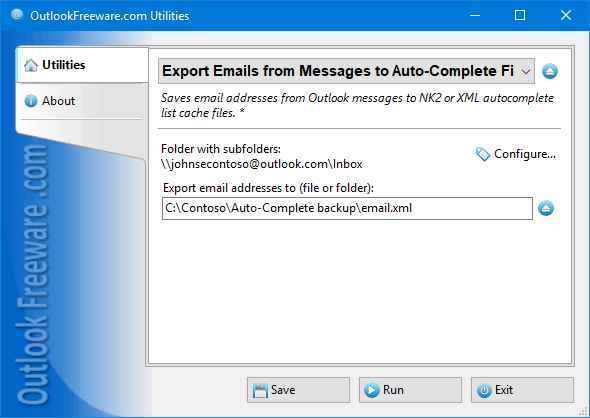 OutlookFreeware.com Utilities
Utilities
About
Export Emails from Messages to Auto-Complete Fi
Saves email addresses from Outlook messages to NK2 or XML autocomplete
list cache files. *
Folder with subfolders:
\\johnsecontoso@outlook.com\Inbox
Configure...
Export email addresses to (file or folder):
C:\Contoso\Auto-Complete backup\email.xml
Outlook Freeware .com
Save
Run
Exit